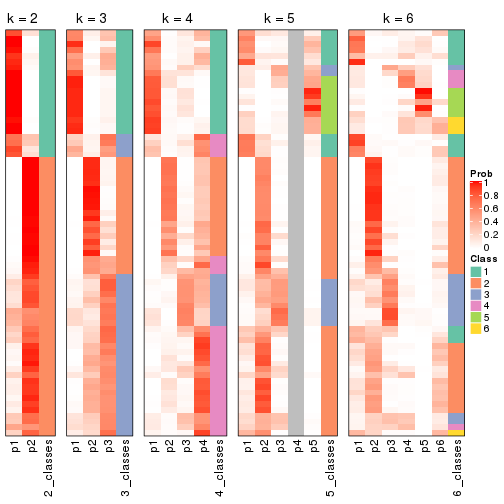 k = 2
k = 3
k = 4
k = 5
k = 6
Prob
1
0.8
0.6
0.4
0.2
0
Class
1
2
3
4
5
6
p1
p2
2_classes
p1
p2
p3
3_classes
p1
p2
p3
p4
4_classes
p1
p2
p3
p4
p5
5_classes
p1
p2
p3
p4
p5
p6
6_classes